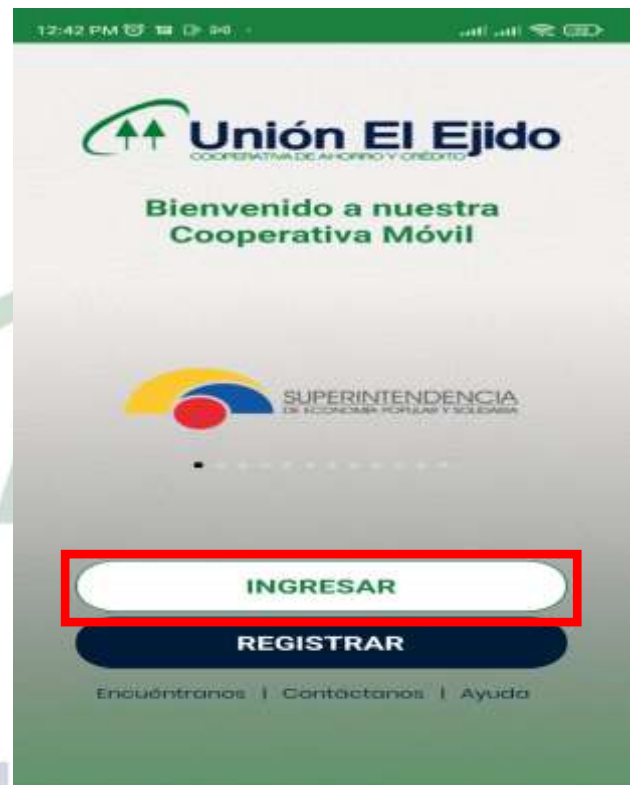 12:42 PM
Unión El Ejido
COOPERATIVA DE AHORRO Y CRÉDITO
Bienvenido a nuestra
Cooperativa Móvil
SUPERINTENDENCIA
DE ECONOMÍA POPULAR Y SOLIDARIA
INGRESAR
REGISTRAR
Encuéntranos | Contáctanos | Ayuda